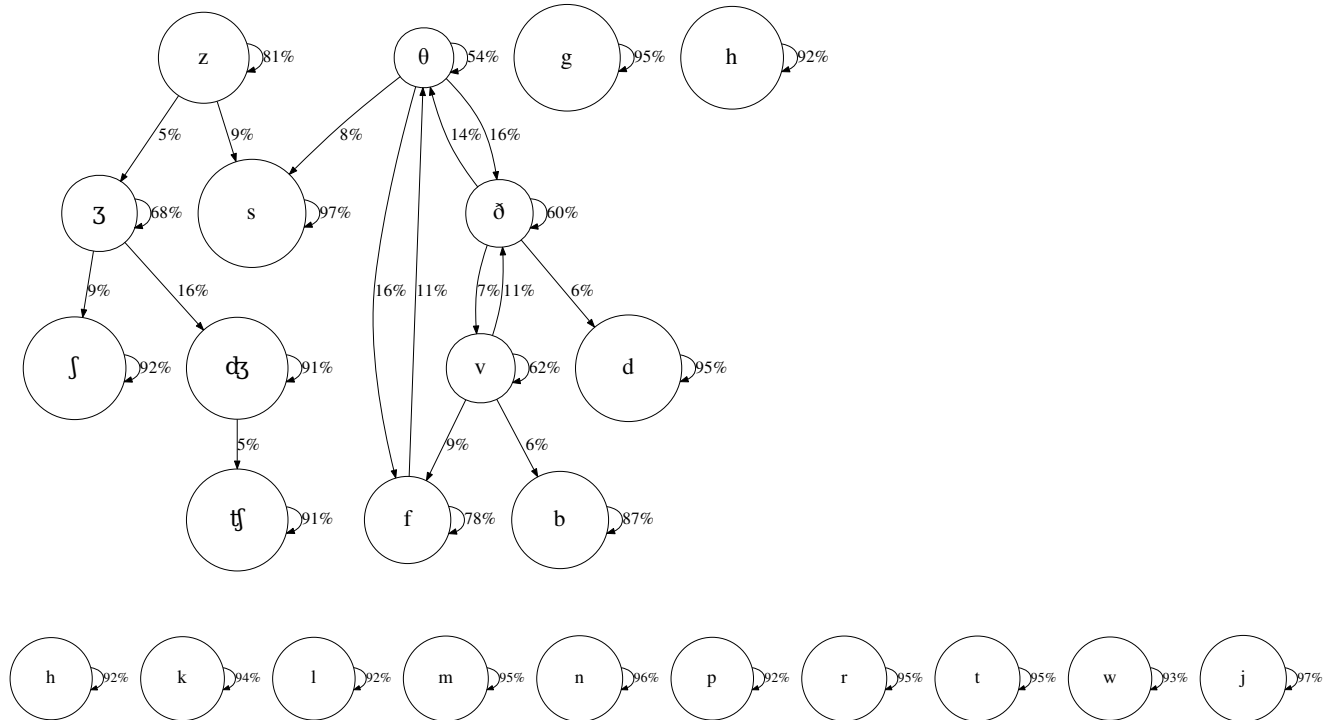 z 81% θ 54% g 95% h 92%
5% 9% 8% 14% 16%
ʒ 68% s 97% ð 60%
9% 16% 16% 11% 7% 11% 6%
ʃ 92% ʤ 91% v 62% d 95%
5% 9% 6%
ʧ 91% f 78% b 87%
h 92% k 94% l 92% m 95% n 96% p 92% r 95% t 95% w 93% j 97%